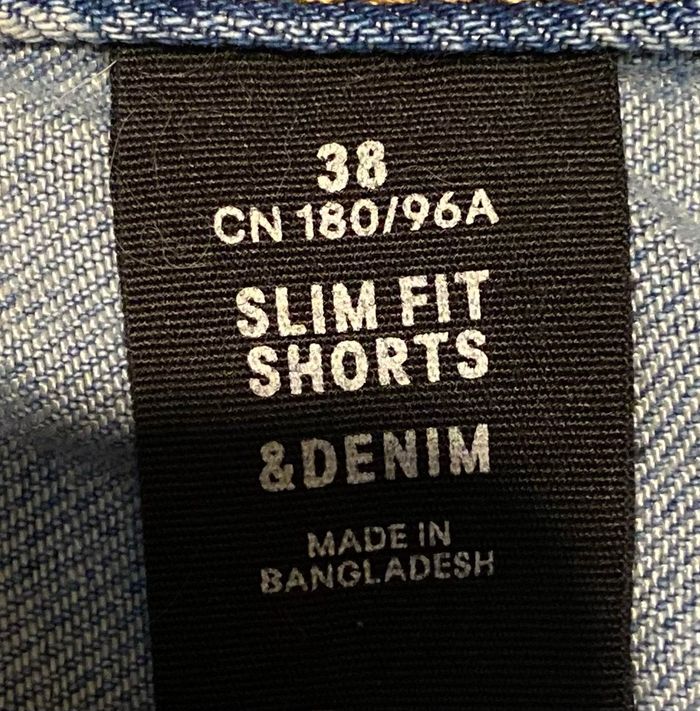 38
CN 180/96A
SLIM FIT
SHORTS
&DENIM
MADE IN
BANGLADESH